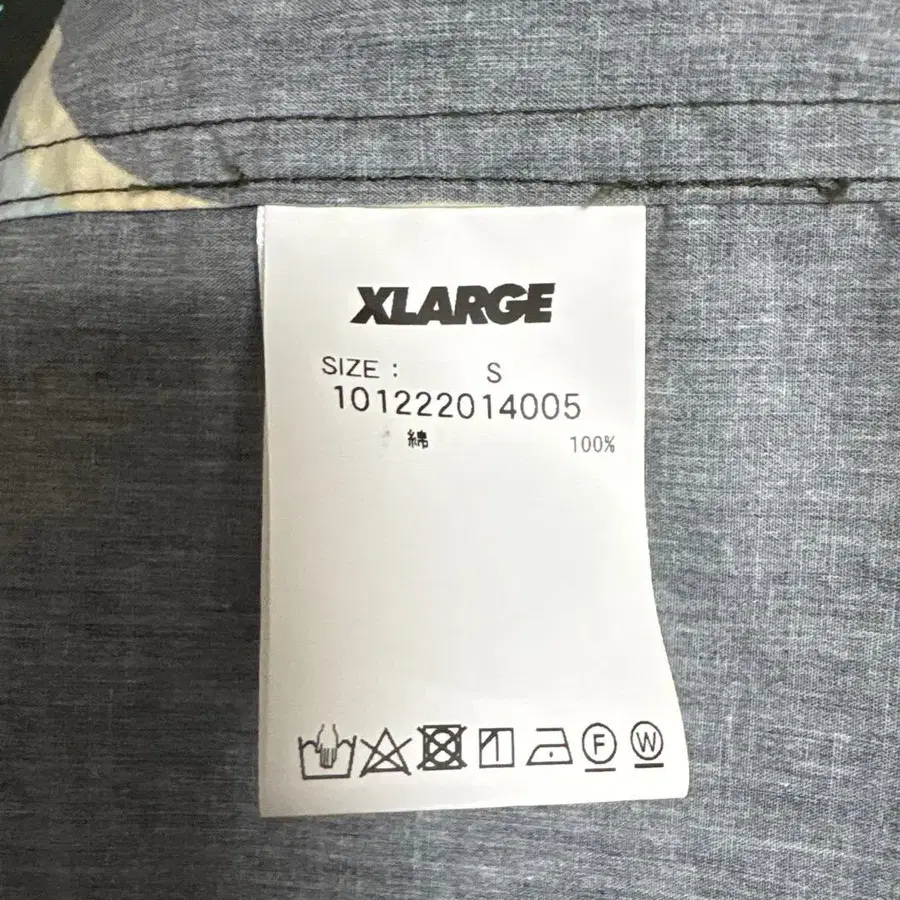 XLARGE
SIZE : S
101222014005
綿 100%
F W